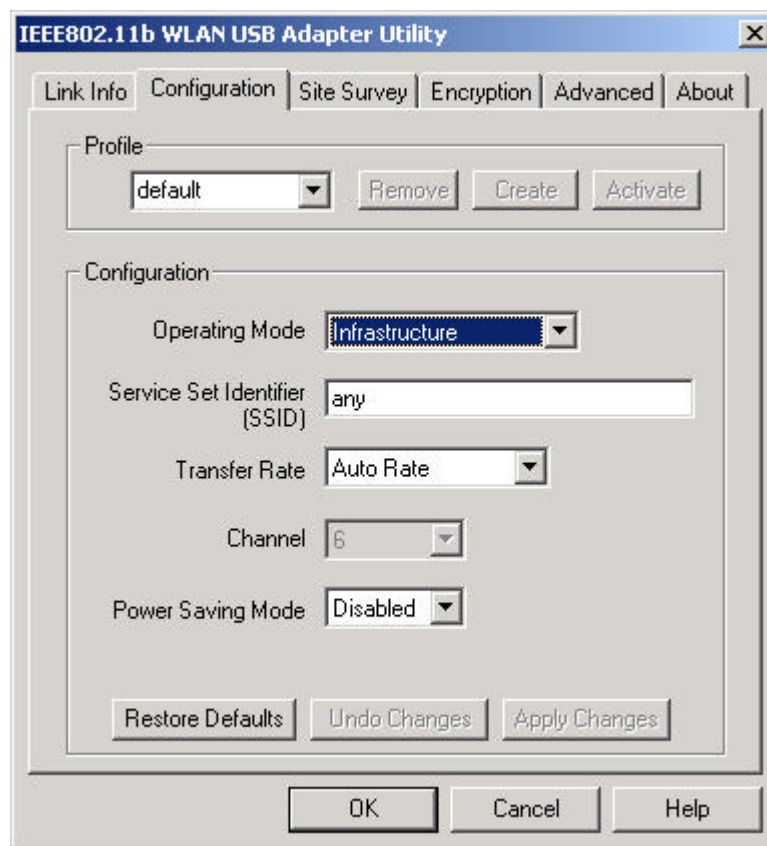 IEEE802.11b WLAN USB Adapter Utility
Link Info Configuration Site Survey Encryption Advanced About
Profile
default Remove Create Activate
Configuration
Operating Mode Infrastructure
Service Set Identifier
(SSID) any
Transfer Rate Auto Rate
Channel 6
Power Saving Mode Disabled
Restore Defaults Undo Changes Apply Changes
OK Cancel Help